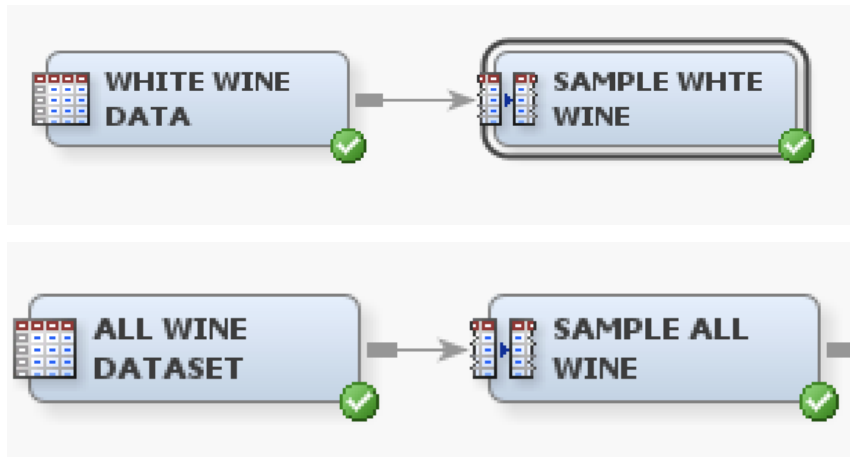 WHITE WINE
DATA
SAMPLE WHTE
WINE
ALL WINE
DATASET
SAMPLE ALL
WINE